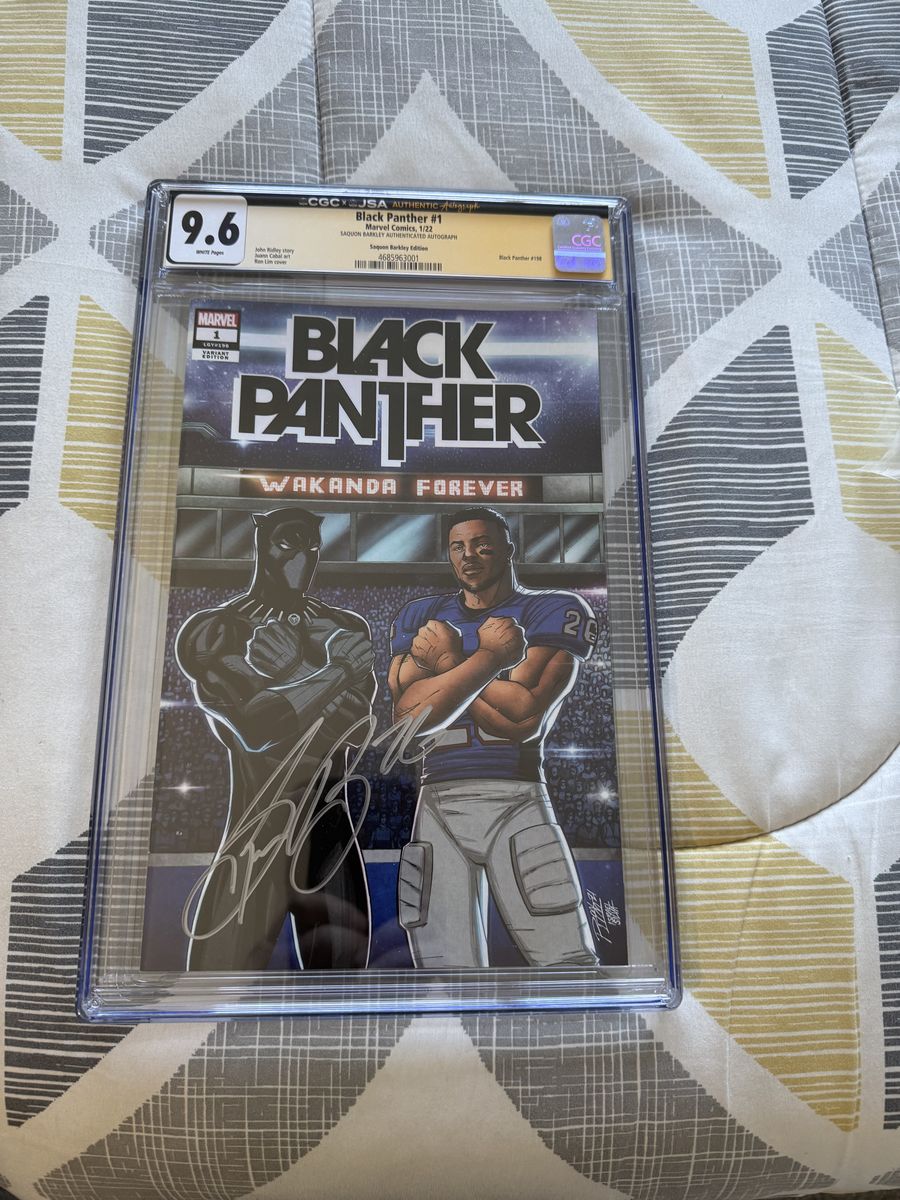 CGC x JSA AUTHENTIC Autograph
9.6
WHITE Pages
Black Panther #1
Marvel Comics, 1/22
SAQUON BARKLEY AUTHENTICATED AUTOGRAPH
John Ridley story
Juann Cabal art
Ron Lim cover
Saquon Barkley Edition
4685963001
Black Panther #198
CGC
MARVEL
1
LGY#198
VARIANT
EDITION
BLACK
PANTHER
WAKANDA FOREVER
26